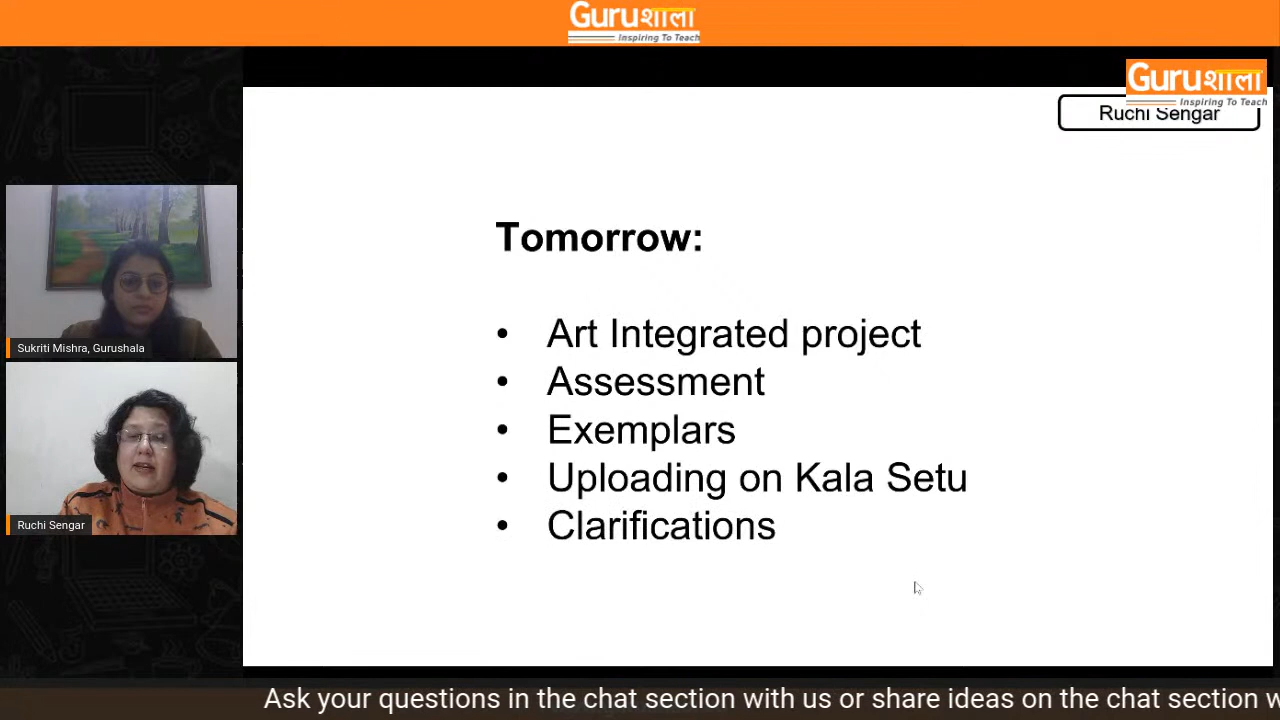 Guruशाला
Inspiring To Teach
Guruशाला
Inspiring To Teach
Ruchi Sengar
Tomorrow:
• Art Integrated project
• Assessment
• Exemplars
• Uploading on Kala Setu
• Clarifications
Sukriti Mishra, Gurushala
Ruchi Sengar
Ask your questions in the chat section with us or share ideas on the chat section